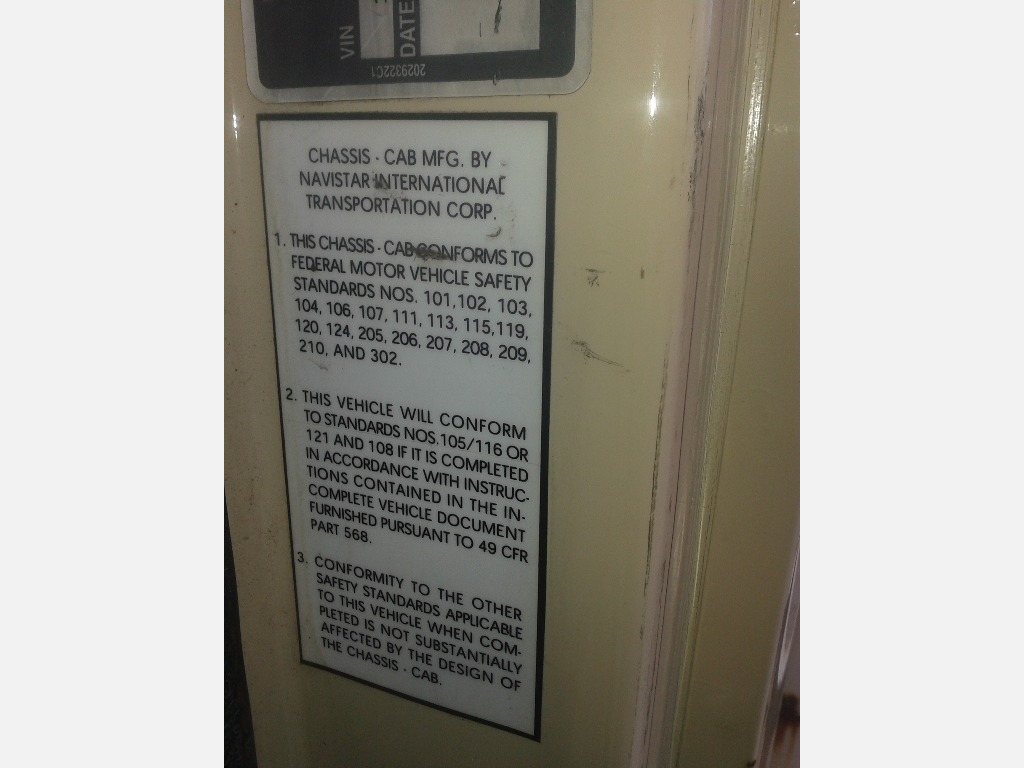 VIN
DATE
2029322C1
CHASSIS - CAB MFG. BY
NAVISTAR INTERNATIONAL
TRANSPORTATION CORP.
1. THIS CHASSIS - CAB CONFORMS TO
FEDERAL MOTOR VEHICLE SAFETY
STANDARDS NOS. 101,102, 103,
104, 106, 107, 111, 113, 115,119,
120, 124, 205, 206, 207, 208, 209,
210, AND 302.
2. THIS VEHICLE WILL CONFORM
TO STANDARDS NOS.105/116 OR
121 AND 108 IF IT IS COMPLETED
IN ACCORDANCE WITH INSTRUC-
TIONS CONTAINED IN THE IN-
COMPLETE VEHICLE DOCUMENT
FURNISHED PURSUANT TO 49 CFR
PART 568.
3. CONFORMITY TO THE OTHER
SAFETY STANDARDS APPLICABLE
TO THIS VEHICLE WHEN COM-
PLETED IS NOT SUBSTANTIALLY
AFFECTED BY THE DESIGN OF
THE CHASSIS - CAB.